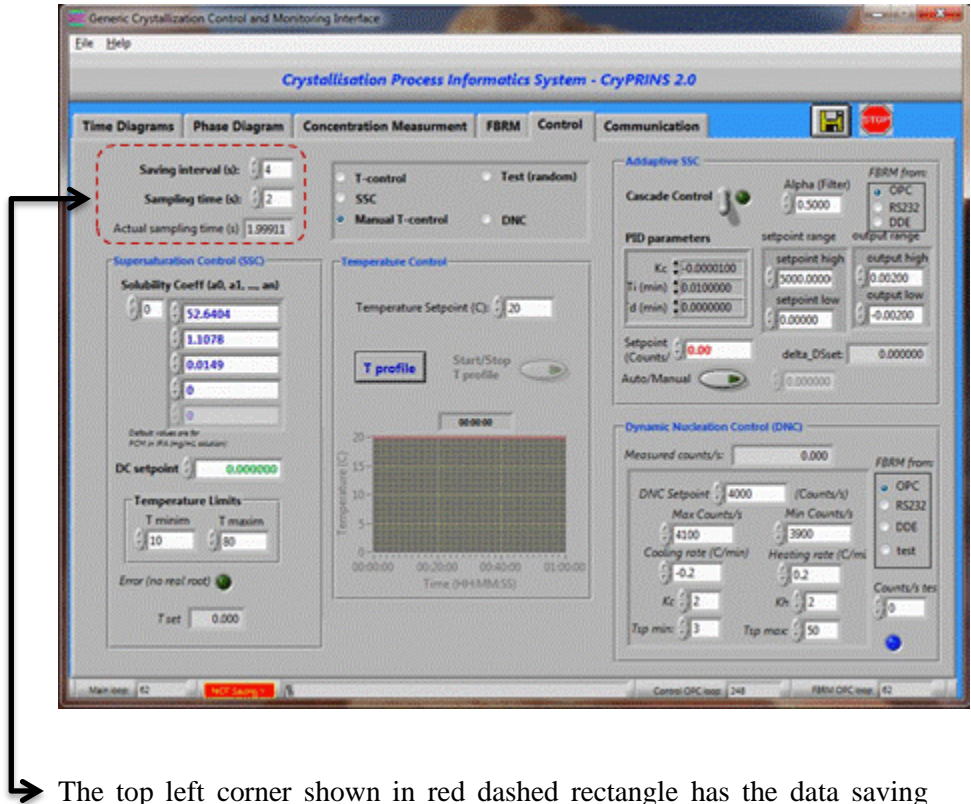 Generic Crystallization Control and Monitoring Interface
File Help
Crystallisation Process Informatics System - CryPRINS 2.0
Time Diagrams Phase Diagram Concentration Measurment FBRM Control Communication STOP
Saving interval (s): 4
Sampling time (s): 2
Actual sampling time (s) 1.99911
T-control Test (random)
SSC
Manual T-control DNC
Supersaturation Control (SSC)
Solubility Coeff (a0, a1, ..., an)
0 52.6404
1.1078
0.0149
0
0
Default values are for
PCM in IPA (mg/mL solution)
DC setpoint 0.000000
Temperature Limits
T minim T maxim
10 80
Error (no real root)
T set 0.000
Temperature Control
Temperature Setpoint (C): 20
T profile Start/Stop
T profile
00:00:00
Temperature (C)
20
15
10
5
0
00:00:00 00:20:00 00:40:00 01:00:00
Time (HH:MM:SS)
Addaptive SSC
Cascade Control
Alpha (Filter)
0.5000
FBRM from:
OPC
RS232
DDE
PID parameters
Kc -0.0000100
Ti (min) 0.0100000
d (min) 0.0000000
setpoint range output range
setpoint high output high
5000.0000 0.00200
setpoint low output low
0.00000 -0.00200
Setpoint
(Counts/ 0.00
delta_DSset: 0.000000
Auto/Manual 0.000000
Dynamic Nucleation Control (DNC)
Measured counts/s: 0.000
FBRM from:
OPC
RS232
DDE
test
DNC Setpoint 4000 (Counts/s)
Max Counts/s Min Counts/s
4100 3900
Cooling rate (C/min) Heating rate (C/mi
-0.2 0.2
Kc 2 Kh 2
Tsp min: 3 Tsp max: 50
Counts/s tes
0
Main loop: 62 NOT Saving Control OPC loop: 248 FBRM OPC loop: 62
The top left corner shown in red dashed rectangle has the data saving